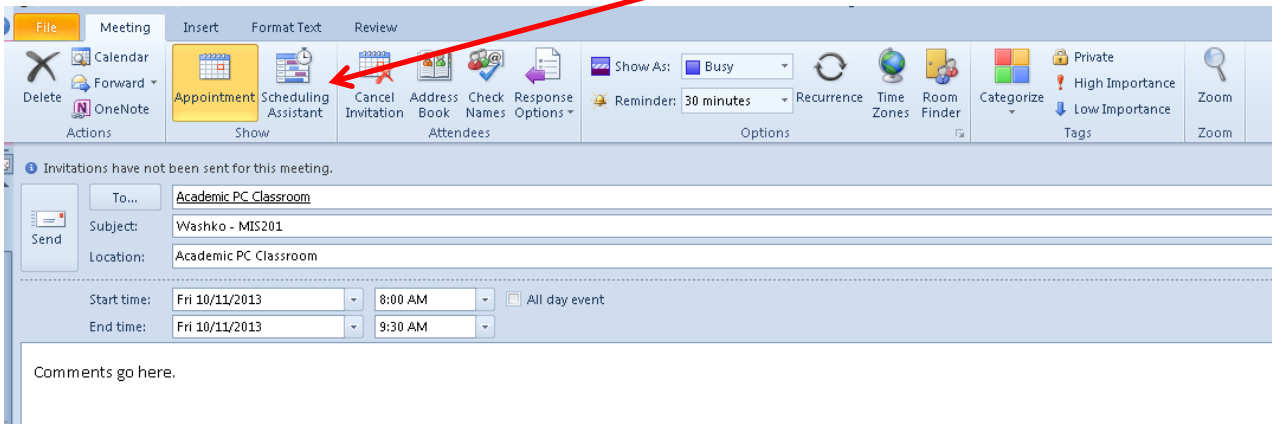 File Meeting Insert Format Text Review
Delete
Calendar
Forward
OneNote
Actions
Appointment
Scheduling Assistant
Show
Cancel Invitation
Address Book
Check Names
Response Options
Attendees
Show As: Busy
Reminder: 30 minutes
Recurrence
Time Zones
Room Finder
Options
Categorize
Private
High Importance
Low Importance
Tags
Zoom
Zoom
Invitations have not been sent for this meeting.
Send
To... Academic PC Classroom
Subject: Washko - MIS201
Location: Academic PC Classroom
Start time: Fri 10/11/2013 8:00 AM All day event
End time: Fri 10/11/2013 9:30 AM
Comments go here.